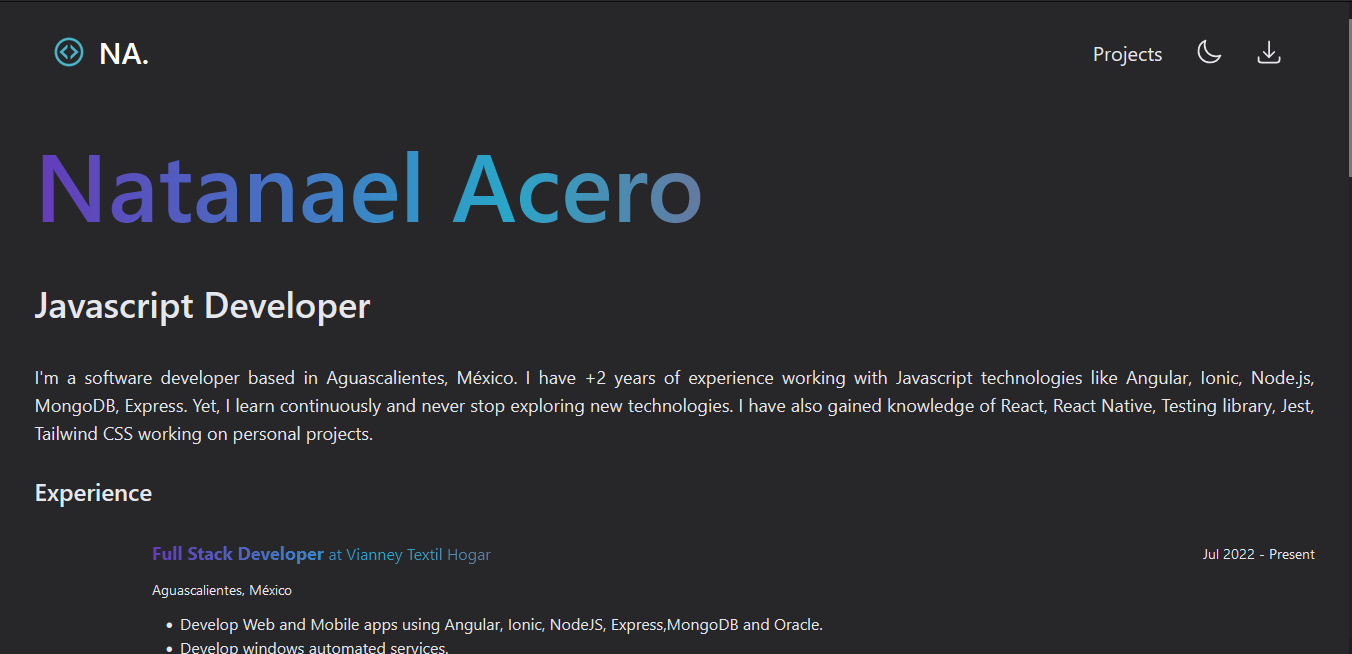 NA.
Projects
Natanael Acero
Javascript Developer
I'm a software developer based in Aguascalientes, México. I have +2 years of experience working with Javascript technologies like Angular, Ionic, Node.js,
MongoDB, Express. Yet, I learn continuously and never stop exploring new technologies. I have also gained knowledge of React, React Native, Testing library, Jest,
Tailwind CSS working on personal projects.
Experience
Full Stack Developer at Vianney Textil Hogar
Jul 2022 - Present
Aguascalientes, México
• Develop Web and Mobile apps using Angular, Ionic, NodeJS, Express,MongoDB and Oracle.
• Develop windows automated services.